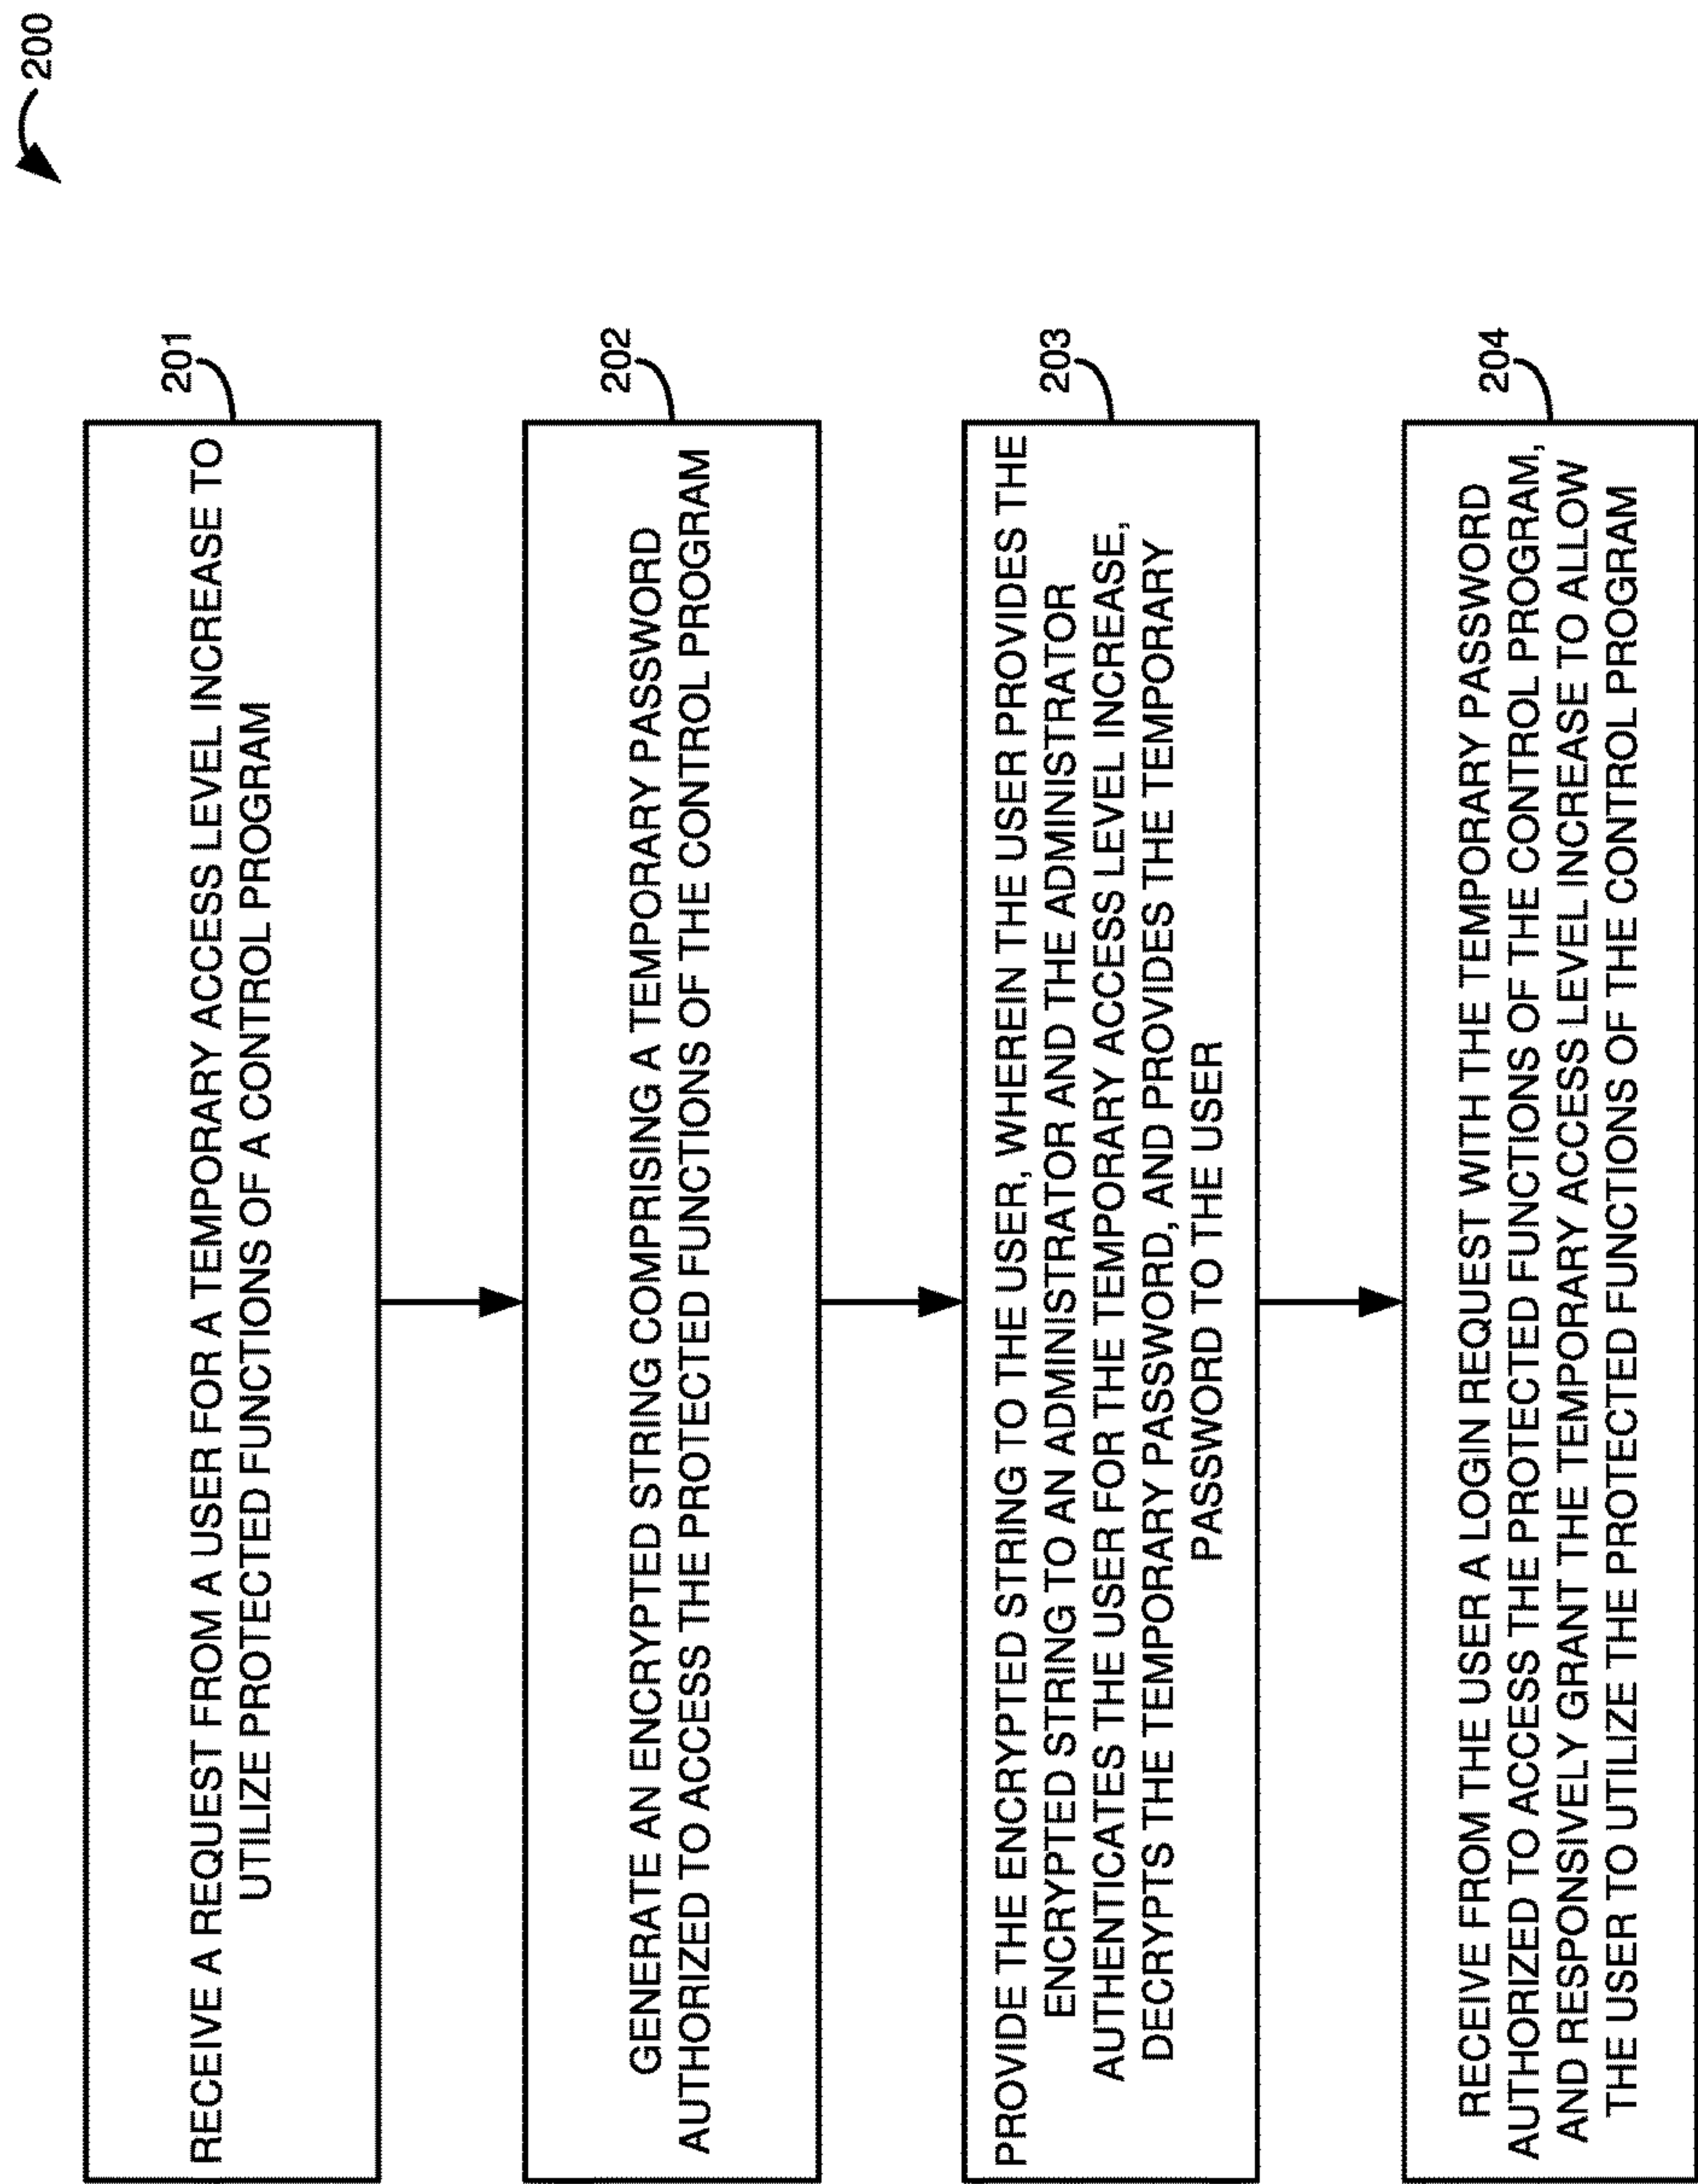 200
201
RECEIVE A REQUEST FROM A USER FOR A TEMPORARY ACCESS LEVEL INCREASE TO
UTILIZE PROTECTED FUNCTIONS OF A CONTROL PROGRAM
202
GENERATE AN ENCRYPTED STRING COMPRISING A TEMPORARY PASSWORD
AUTHORIZED TO ACCESS THE PROTECTED FUNCTIONS OF THE CONTROL PROGRAM
203
PROVIDE THE ENCRYPTED STRING TO THE USER, WHEREIN THE USER PROVIDES THE
ENCRYPTED STRING TO AN ADMINISTRATOR AND THE ADMINISTRATOR
AUTHENTICATES THE USER FOR THE TEMPORARY ACCESS LEVEL INCREASE,
DECRYPTS THE TEMPORARY PASSWORD, AND PROVIDES THE TEMPORARY
PASSWORD TO THE USER
204
RECEIVE FROM THE USER A LOGIN REQUEST WITH THE TEMPORARY PASSWORD
AUTHORIZED TO ACCESS THE PROTECTED FUNCTIONS OF THE CONTROL PROGRAM,
AND RESPONSIVELY GRANT THE TEMPORARY ACCESS LEVEL INCREASE TO ALLOW
THE USER TO UTILIZE THE PROTECTED FUNCTIONS OF THE CONTROL PROGRAM